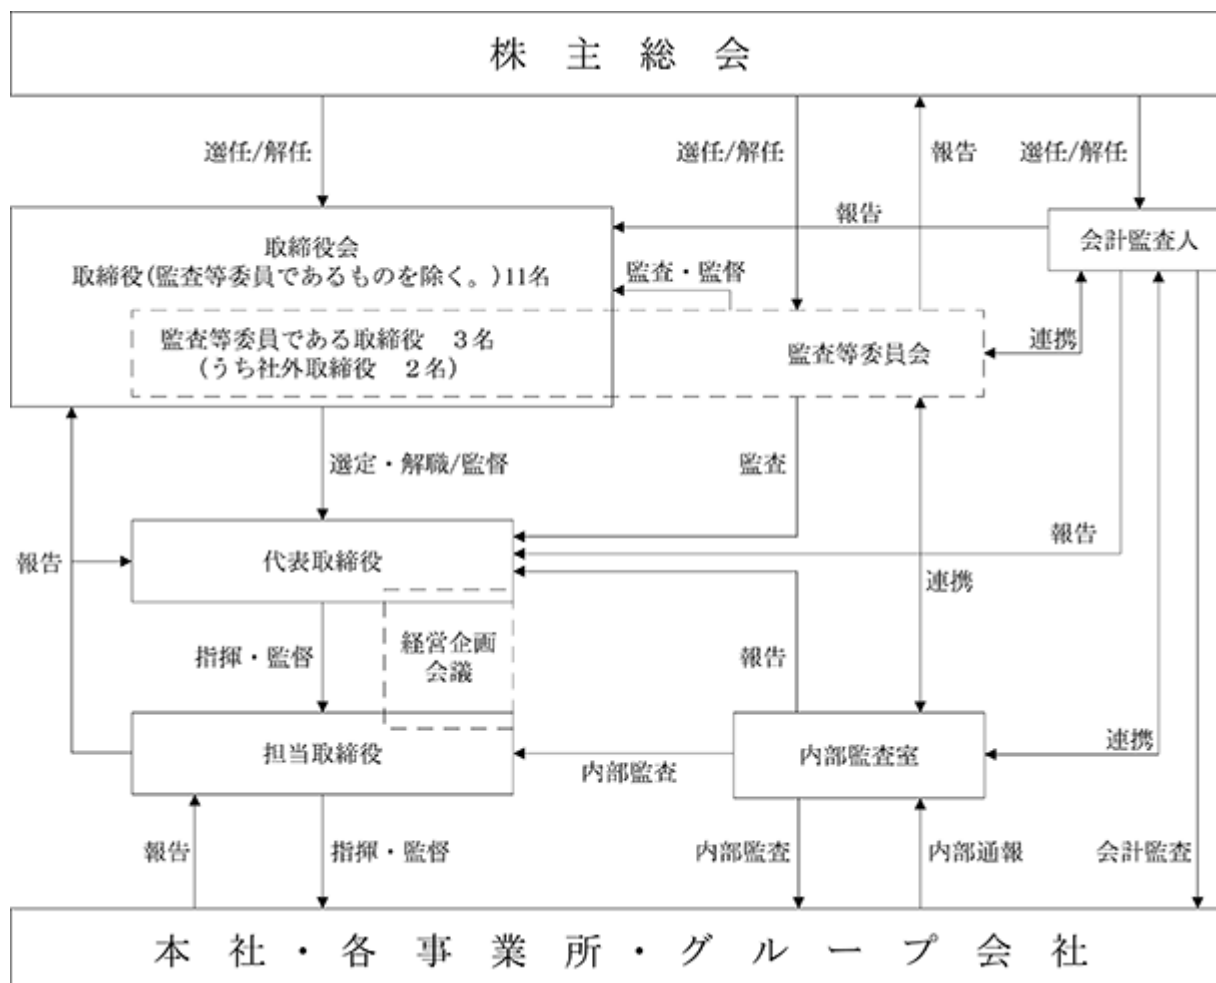 株主総会
選任/解任
選任/解任
報告
選任/解任
報告
会計監査人
取締役会
取締役(監査等委員であるものを除く。)11名
監査・監督
監査等委員である取締役　３名
(うち社外取締役　２名)
監査等委員会
連携
選定・解職/監督
監査
報告
代表取締役
報告
連携
経営企画
会議
指揮・監督
報告
担当取締役
内部監査
内部監査室
連携
報告
指揮・監督
内部監査
内部通報
会計監査
本社・各事業所・グループ会社